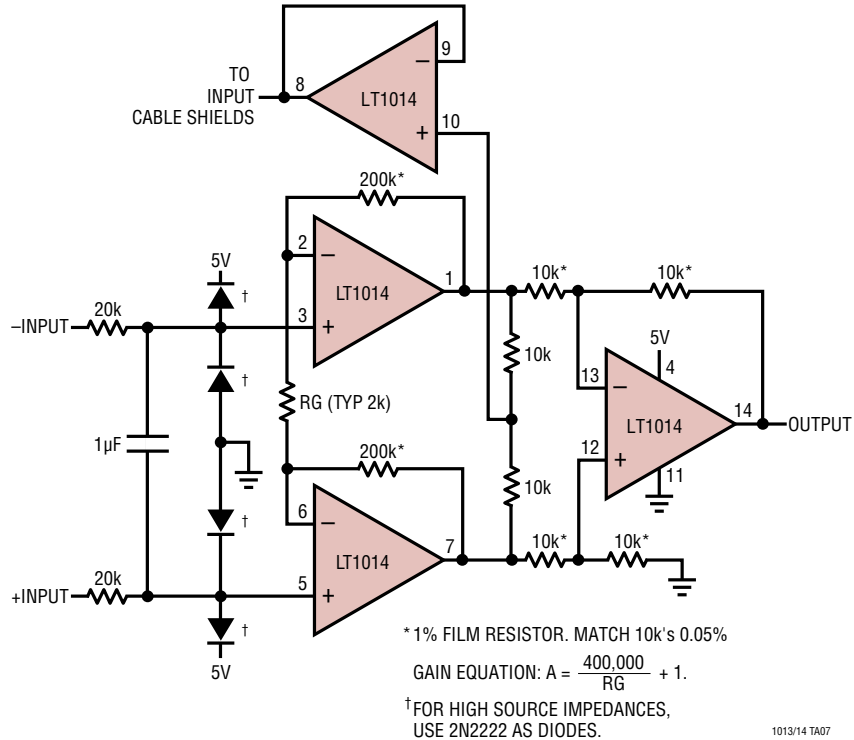 9
−
TO
INPUT
CABLE SHIELDS
8
LT1014
10
+
200k*
2
−
5V
†
1
LT1014
10k*
10k*
3
+
20k
–INPUT
†
10k
5V
4
RG (TYP 2k)
13
−
1µF
LT1014
14
OUTPUT
200k*
12
+
11
10k
†
6
−
7
LT1014
10k*
10k*
20k
5
+INPUT
+
†
5V
*1% FILM RESISTOR. MATCH 10k's 0.05%
GAIN EQUATION: A = 400,000
RG
+ 1.
†FOR HIGH SOURCE IMPEDANCES,
USE 2N2222 AS DIODES.
1013/14 TA07